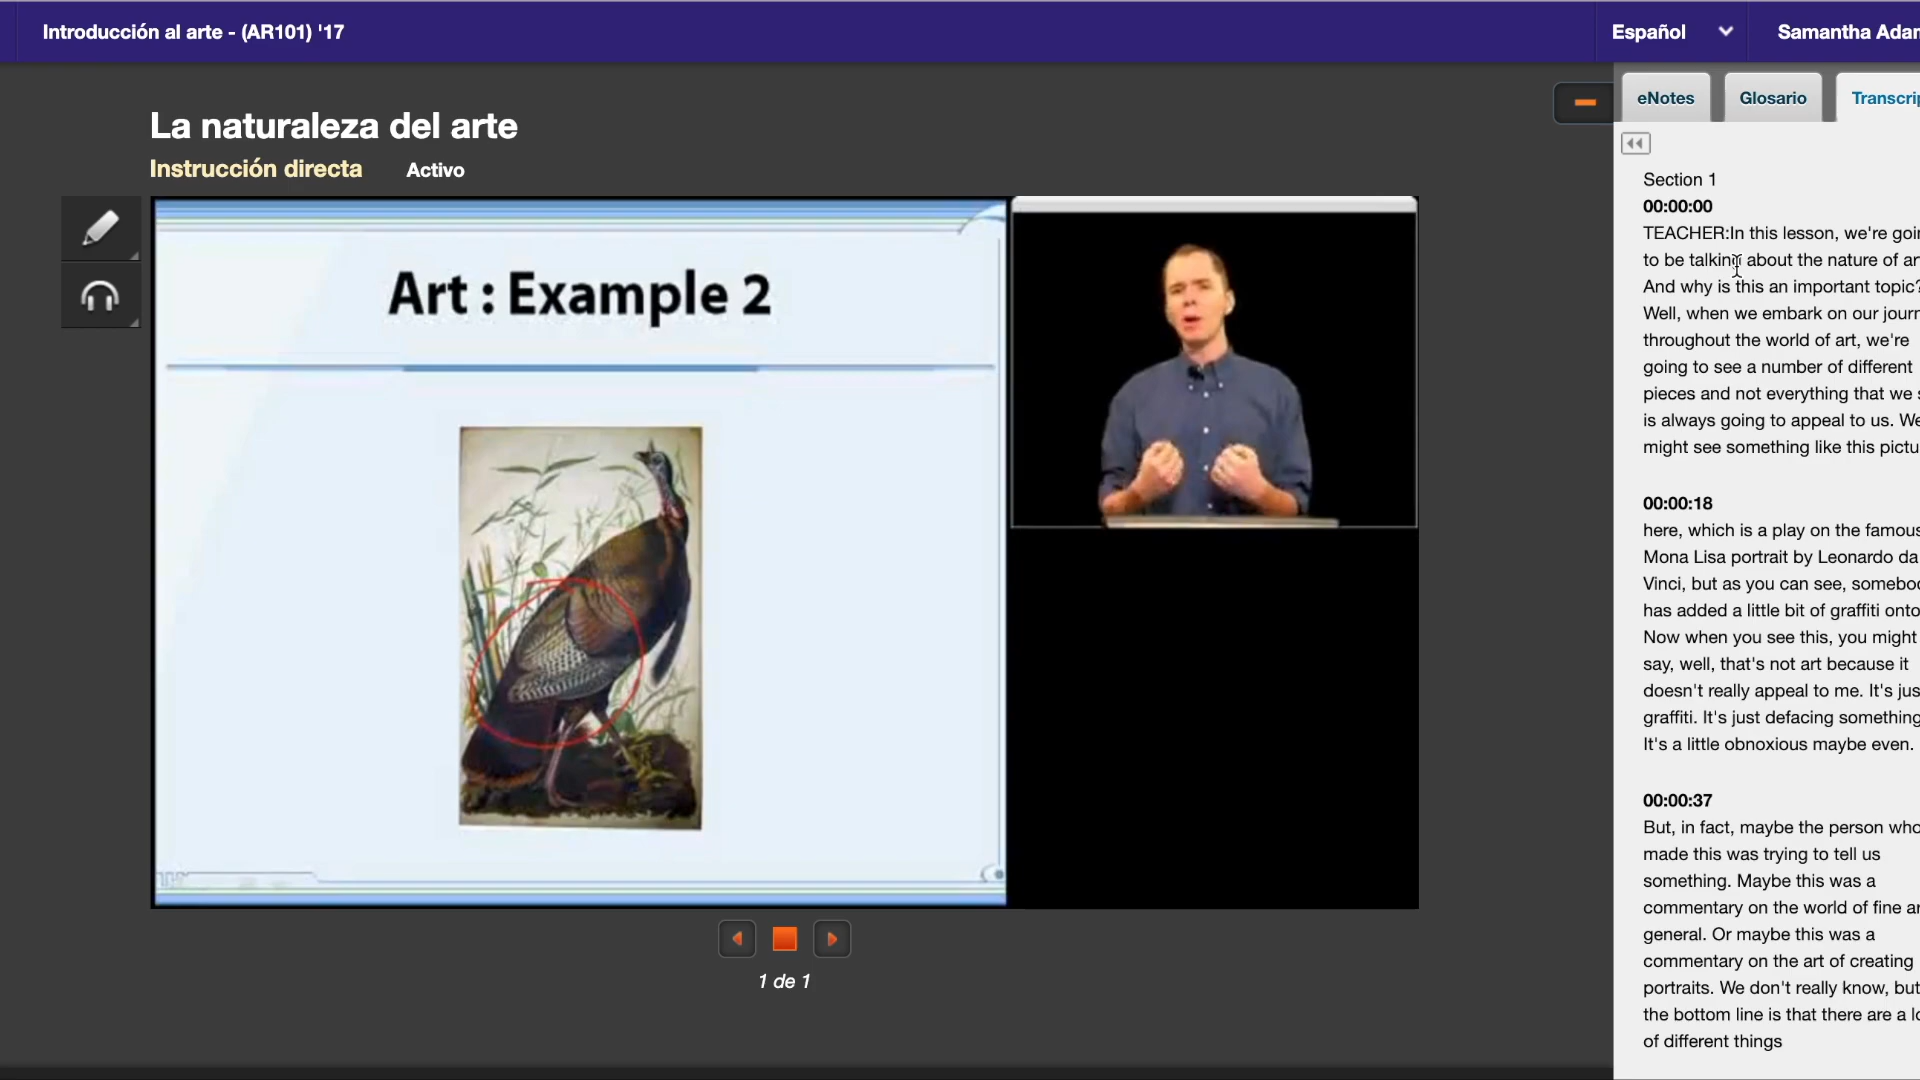 Introducción al arte - (AR101) '17
Español
Samantha
La naturaleza del arte
Instrucción directa
Activo
eNotes
Glosario
Art : Example 2
1 de 1
Section 1
00:00:00
TEACHER:In this lesson, we're
to be talking about the nature of
And why is this an important topic?
Well, when we embark on our
throughout the world of art, we're
going to see a number of different
pieces and not everything that we
is always going to appeal to us.
might see something like this
00:00:18
here, which is a play on the famous
Mona Lisa portrait by Leonardo da
Vinci, but as you can see,
has added a little bit of graffiti onto
Now when you see this, you might
say, well, that's not art because it
doesn't really appeal to me. It's
graffiti. It's just defacing something
It's a little obnoxious maybe even.
00:00:37
But, in fact, maybe the person who
made this was trying to tell us
something. Maybe this was a
commentary on the world of fine
general. Or maybe this was a
commentary on the art of creating
portraits. We don't really know, but
the bottom line is that there are a
of different things